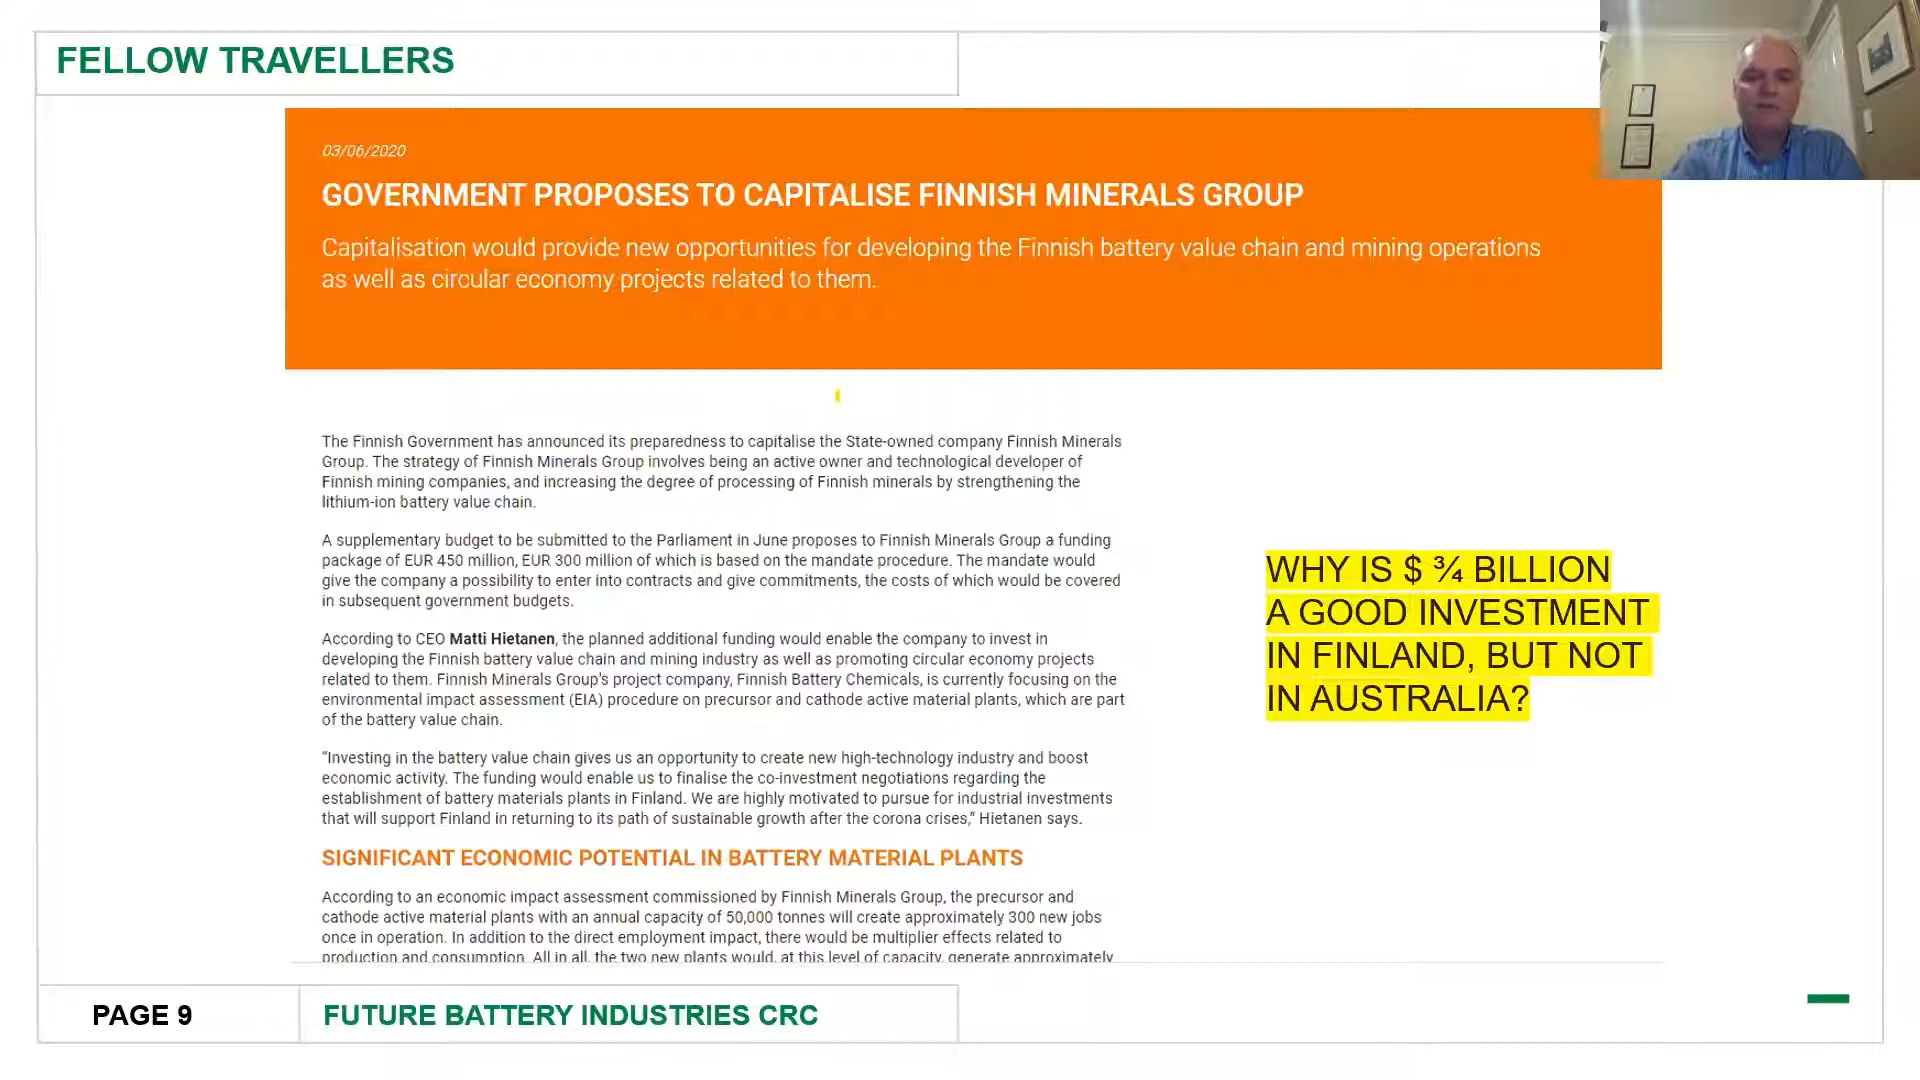 FELLOW TRAVELLERS
03/06/2020
GOVERNMENT PROPOSES TO CAPITALISE FINNISH MINERALS GROUP
Capitalisation would provide new opportunities for developing the Finnish battery value chain and mining operations
as well as circular economy projects related to them.
The Finnish Government has announced its preparedness to capitalise the State-owned company Finnish Minerals
Group. The strategy of Finnish Minerals Group involves being an active owner and technological developer of
Finnish mining companies, and increasing the degree of processing of Finnish minerals by strengthening the
lithium-ion battery value chain.
A supplementary budget to be submitted to the Parliament in June proposes to Finnish Minerals Group a funding
package of EUR 450 million, EUR 300 million of which is based on the mandate procedure. The mandate would
give the company a possibility to enter into contracts and give commitments, the costs of which would be covered
in subsequent government budgets.
According to CEO Matti Hietanen, the planned additional funding would enable the company to invest in
developing the Finnish battery value chain and mining industry as well as promoting circular economy projects
related to them. Finnish Minerals Group's project company, Finnish Battery Chemicals, is currently focusing on the
environmental impact assessment (EIA) procedure on precursor and cathode active material plants, which are part
of the battery value chain.
“Investing in the battery value chain gives us an opportunity to create new high-technology industry and boost
economic activity. The funding would enable us to finalise the co-investment negotiations regarding the
establishment of battery materials plants in Finland. We are highly motivated to pursue for industrial investments
that will support Finland in returning to its path of sustainable growth after the corona crises,” Hietanen says.
SIGNIFICANT ECONOMIC POTENTIAL IN BATTERY MATERIAL PLANTS
According to an economic impact assessment commissioned by Finnish Minerals Group, the precursor and
cathode active material plants with an annual capacity of 50,000 tonnes will create approximately 300 new jobs
once in operation. In addition to the direct employment impact, there would be multiplier effects related to
production and consumption. All in all, the two new plants would, at this level of capacity, generate approximately
WHY IS $ ¾ BILLION
A GOOD INVESTMENT
IN FINLAND, BUT NOT
IN AUSTRALIA?
PAGE 9
FUTURE BATTERY INDUSTRIES CRC